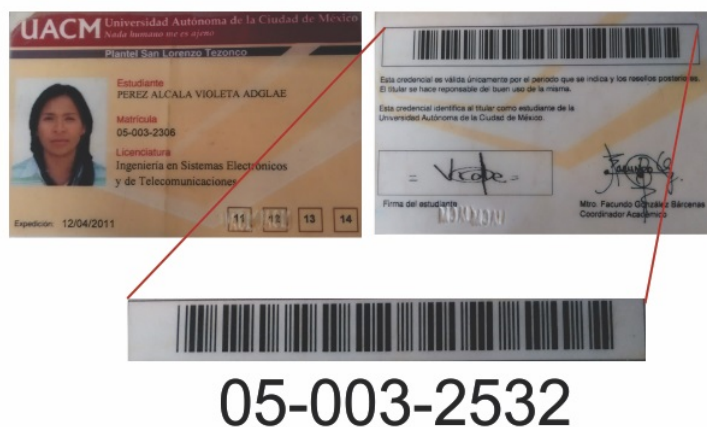 UACM Universidad Autónoma de la Ciudad de México
Nada humano me es ajeno
Plantel San Lorenzo Tezonco
Estudiante
PEREZ ALCALA VIOLETA ADGLAE
Matrícula
05-003-2306
Licenciatura
Ingeniería en Sistemas Electrónicos
y de Telecomunicaciones
Expedición: 12/04/2011
11 12 13 14
Esta credencial es válida únicamente por el periodo que se indica y los resellos posteriores.
El titular se hace reponsable del buen uso de la misma.
Esta credencial identifica al titular como estudiante de la
Universidad Autónoma de la Ciudad de México.
Firma del estudiante
Mtro. Facundo González Bárcenas
Coordinador Académico
05-003-2532